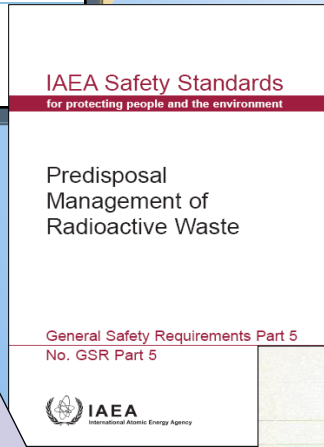 IAEA Safety Standards
for protecting people and the environment
Predisposal
Management of
Radioactive Waste
General Safety Requirements Part 5
No. GSR Part 5
IAEA
International Atomic Energy Agency